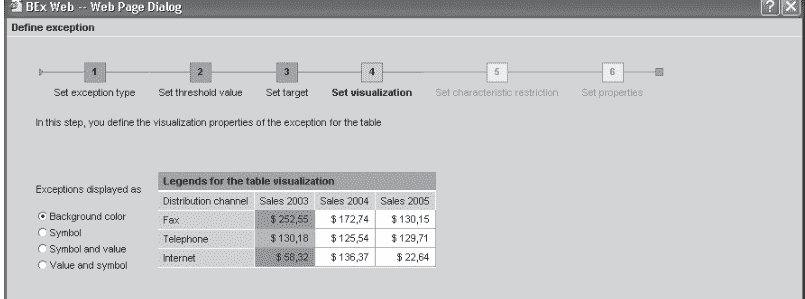 BEx Web -- Web Page Dialog
Define exception
1 2 3 4 5 6
Set exception type Set threshold value Set target Set visualization Set characteristic restriction Set properties
In this step, you define the visualization properties of the exception for the table
Exceptions displayed as
Background color
Symbol
Symbol and value
Value and symbol
Legends for the table visualization
Distribution channel Sales 2003 Sales 2004 Sales 2005
Fax $ 252,55 $ 172,74 $ 130,15
Telephone $ 130,18 $ 125,54 $ 129,71
Internet $ 58,32 $ 136,37 $ 22,64